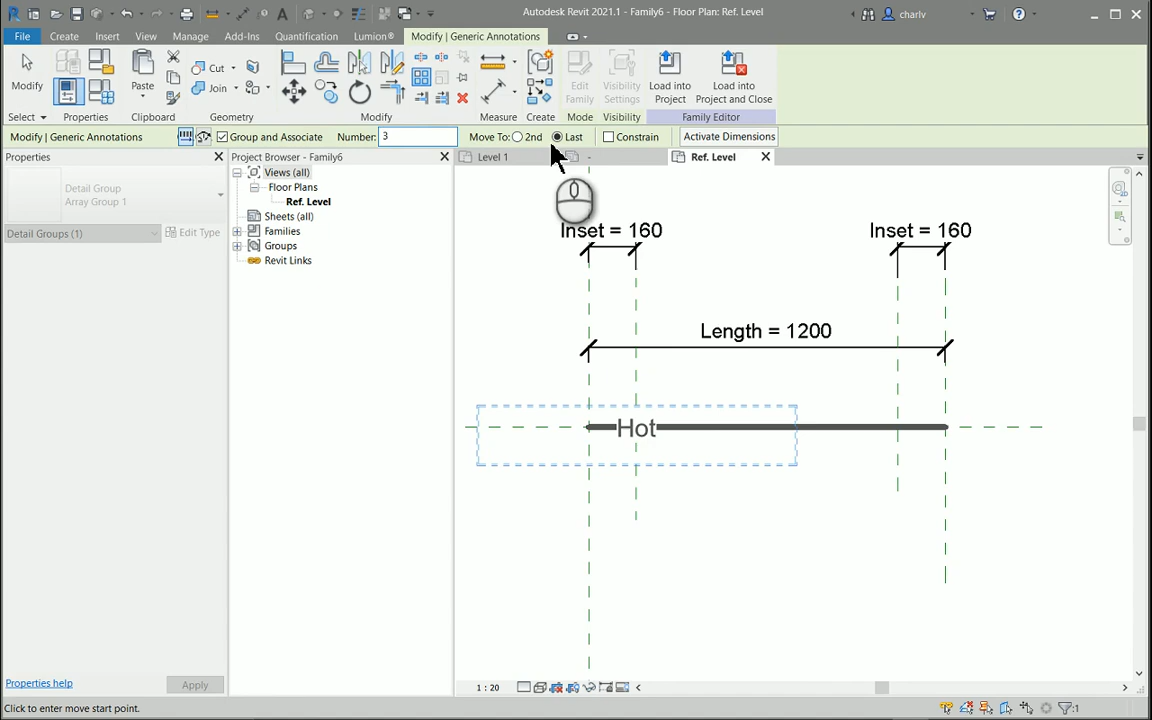 Autodesk Revit 2021.1 - Family6 - Floor Plan: Ref. Level
charlv
File Create Insert View Manage Add-Ins Quantification Lumion® Modify | Generic Annotations
Modify
Cut
Join
Paste
Edit Family
Visibility Settings
Load into Project
Load into Project and Close
Select Properties Clipboard Geometry Modify Measure Create Mode Visibility Family Editor
Modify | Generic Annotations Group and Associate Number: 3 Move To: 2nd Last Constrain Activate Dimensions
Properties
Project Browser - Family6
Level 1
-
Ref. Level
Detail Group
Array Group 1
Detail Groups (1)
Edit Type
Views (all)
Floor Plans
Ref. Level
Sheets (all)
Families
Groups
Revit Links
Inset = 160
Inset = 160
Length = 1200
Hot
Properties help
Apply
1 : 20
Click to enter move start point.
:1